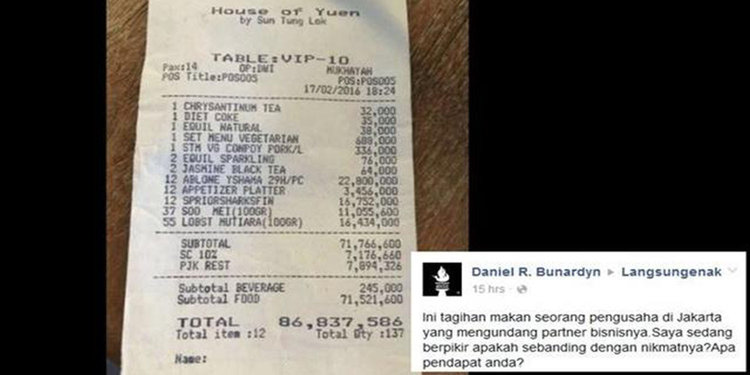 House of Yuen
by Sun Tung Lok
TABLE:VIP-10
Pax:14 OP:DWI MUKHAYAH
POS Title:POS005 POS:POS005
17/02/2016 18:24
1 CHRYSANTINUM TEA 32,000
1 DIET COKE 35,000
1 EQUIL NATURAL 38,000
1 SET MENU VEGETARIAN 688,000
1 STM VG CONPOY PORK/L 336,000
2 EQUIL SPARKLING 76,000
2 JASMINE BLACK TEA 64,000
12 ABLONE YSHAMA 29H/PC 22,800,000
12 APPETIZER PLATTER 3,456,000
12 SPRIORSHARKSFIN 16,752,000
37 SOO MEI(100GR) 11,055,600
55 LOBST MUTIARA(100GR) 16,434,000
SUBTOTAL 71,766,600
SC 10% 7,176,660
PJK REST 7,894,326
Subtotal BEVERAGE 245,000
Subtotal FOOD 71,521,600
TOTAL 86,837,586
Total item :12 Total Qty :137
Name:
Daniel R. Bunardyn ▸ Langsungenak
15 hrs ·
Ini tagihan makan seorang pengusaha di Jakarta
yang mengundang partner bisnisnya.Saya sedang
berpikir apakah sebanding dengan nikmatnya?Apa
pendapat anda?